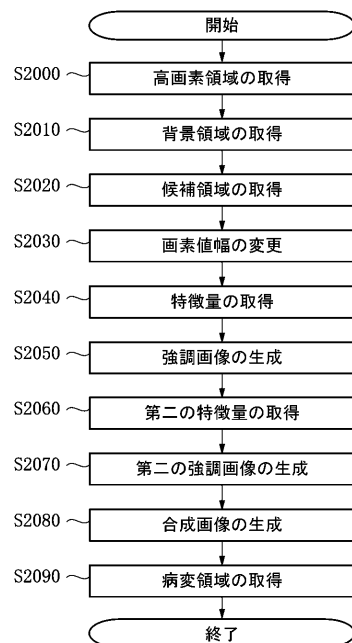 開始
S2000 高画素領域の取得
S2010 背景領域の取得
S2020 候補領域の取得
S2030 画素値幅の変更
S2040 特徴量の取得
S2050 強調画像の生成
S2060 第二の特徴量の取得
S2070 第二の強調画像の生成
S2080 合成画像の生成
S2090 病変領域の取得
終了